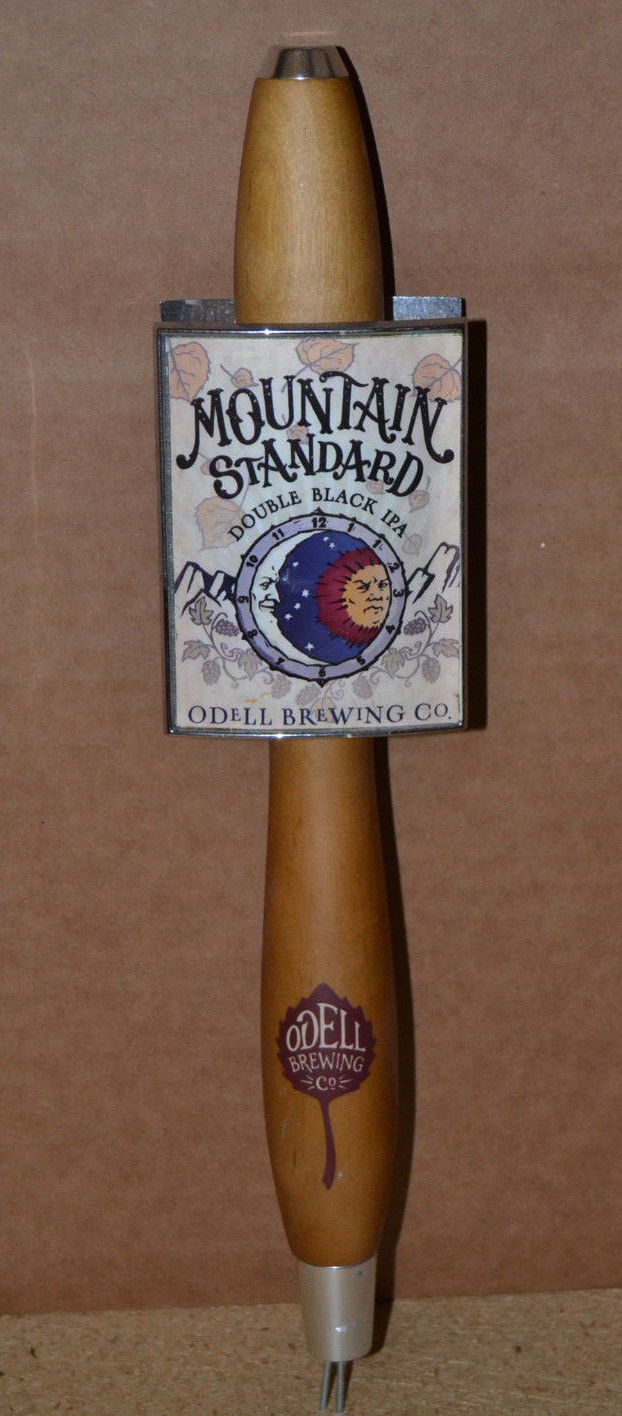 MOUNTAIN
STANDARD
DOUBLE BLACK IPA
12
1
2
3
4
6
7
8
9
10
11
ODELL BREWING CO.
ODELL
BREWING
CO